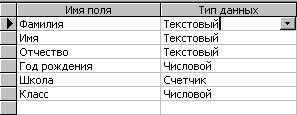 Имя поля Тип данных
Фамилия Текстовый
Имя Текстовый
Отчество Текстовый
Год рождения Числовой
Школа Счетчик
Класс Числовой